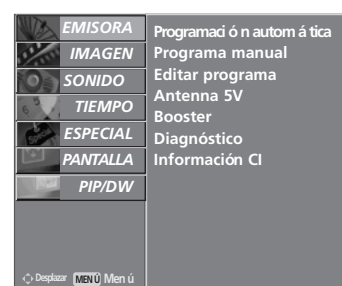 EMISORA
IMAGEN
SONIDO
TIEMPO
ESPECIAL
PANTALLA
PIP/DW
Programaci ó n autom á tica
Programa manual
Editar programa
Antenna 5V
Booster
Diagnóstico
Información CI
Desplazar MENÚ Men ú